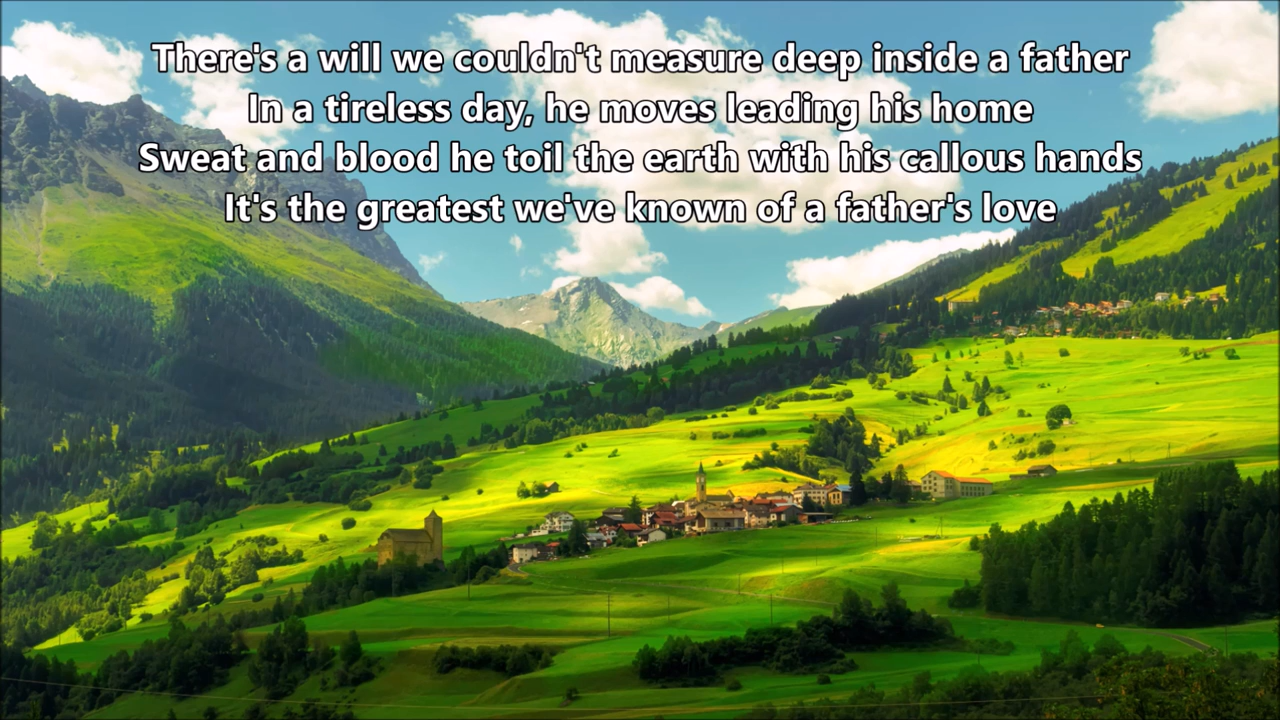 There's a will we couldn't measure deep inside a father
In a tireless day, he moves leading his home
Sweat and blood he toil the earth with his callous hands
It's the greatest we've known of a father's love